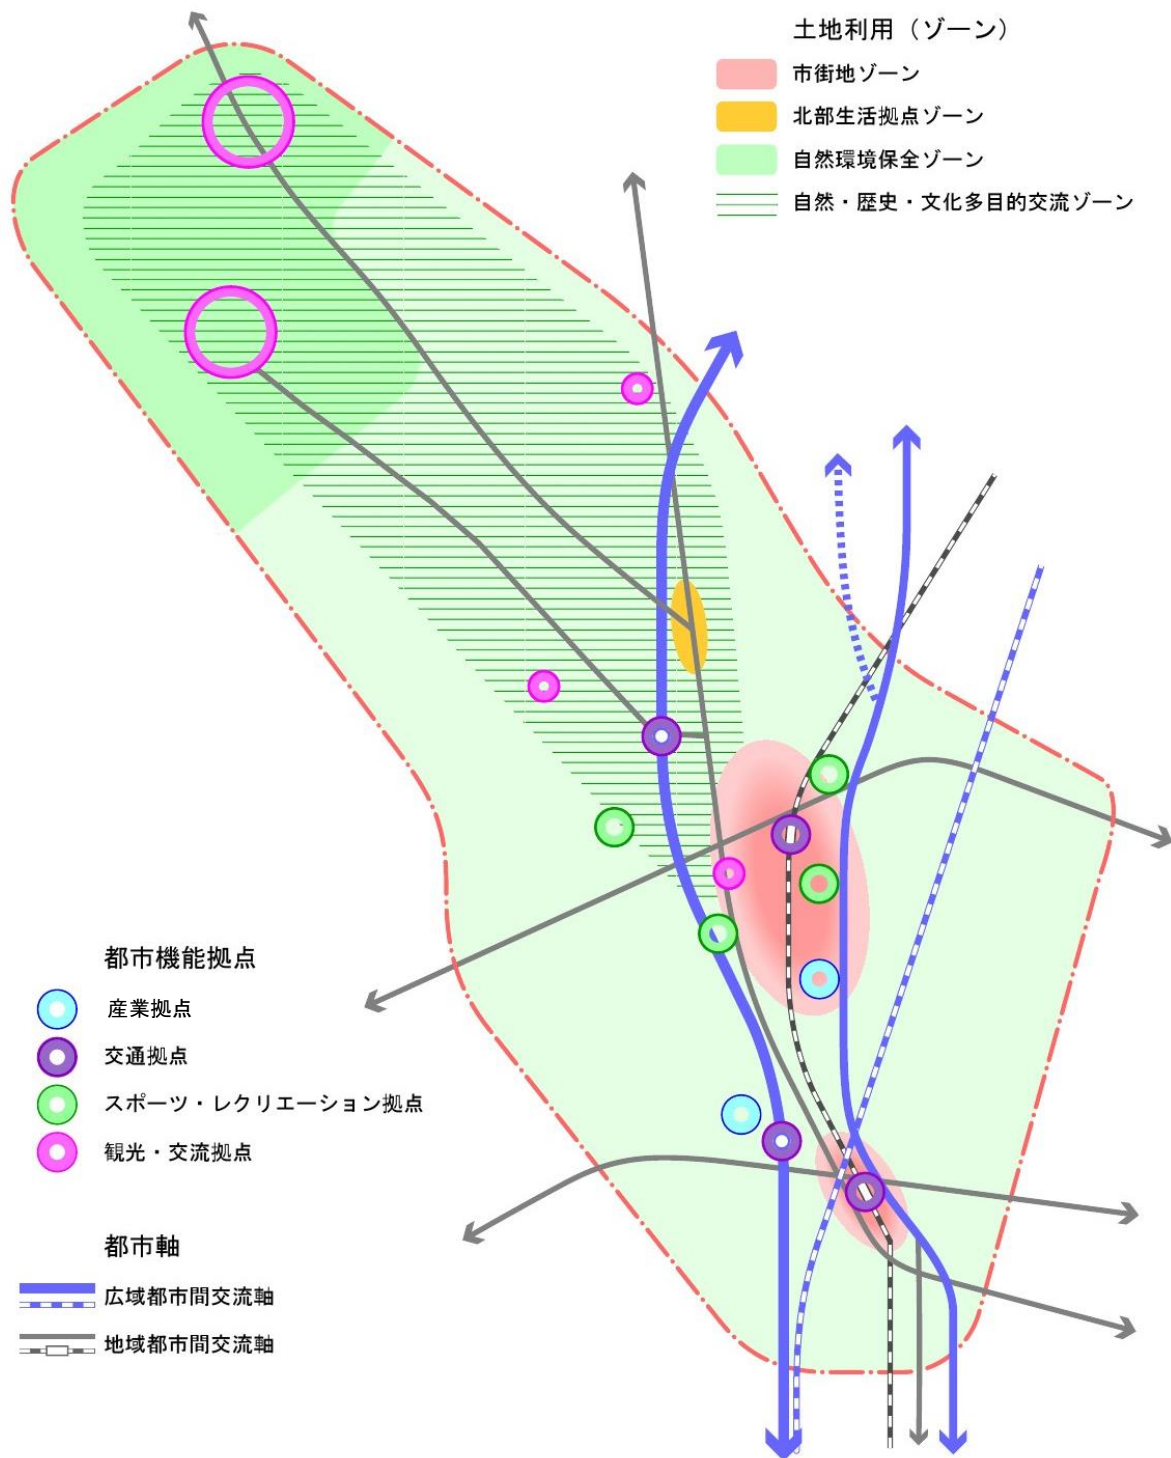 土地利用（ゾーン）
市街地ゾーン
北部生活拠点ゾーン
自然環境保全ゾーン
自然・歴史・文化多目的交流ゾーン
都市機能拠点
産業拠点
交通拠点
スポーツ・レクリエーション拠点
観光・交流拠点
都市軸
広域都市間交流軸
地域都市間交流軸